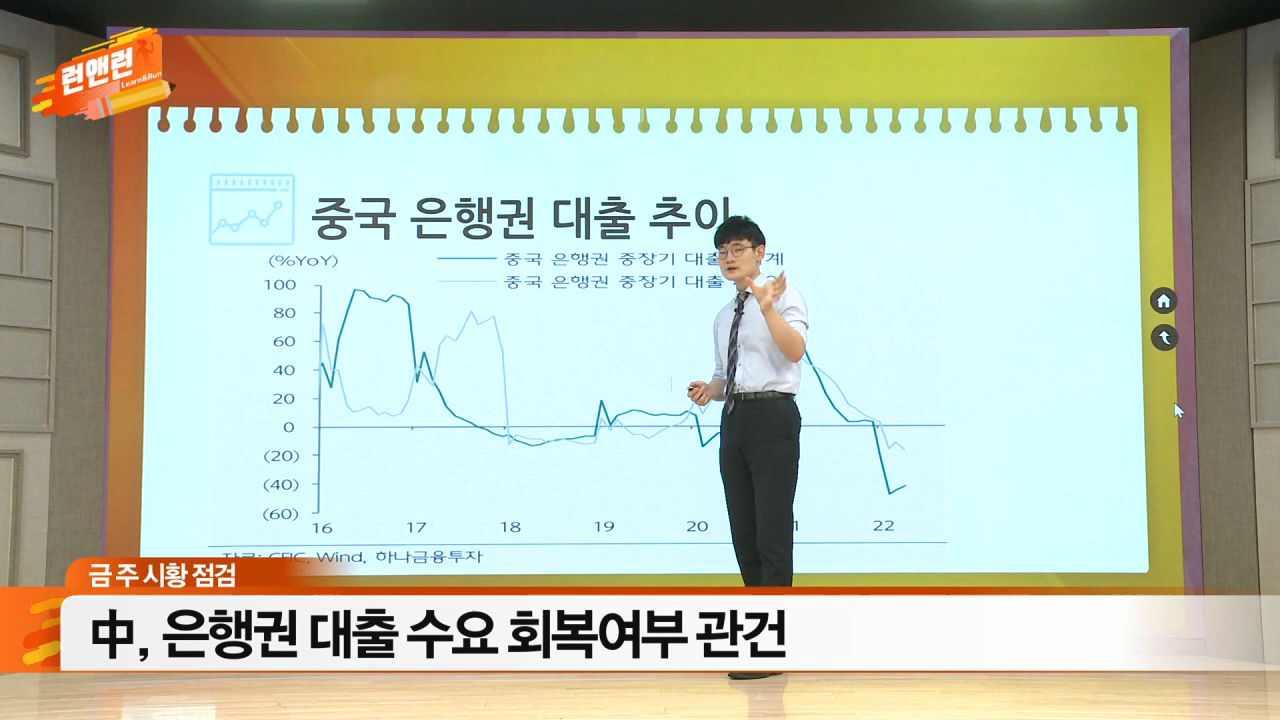 런앤런
Learn&Run
중국 은행권 대출 추이
(%YoY)
중국 은행권 중장기 대출 계
중국 은행권 중장기 대출
100
80
60
40
20
0
(20)
(40)
(60)
16 17 18 19 20 22
Wind, 하나금융투자
금주 시황 점검
中, 은행권 대출 수요 회복여부 관건